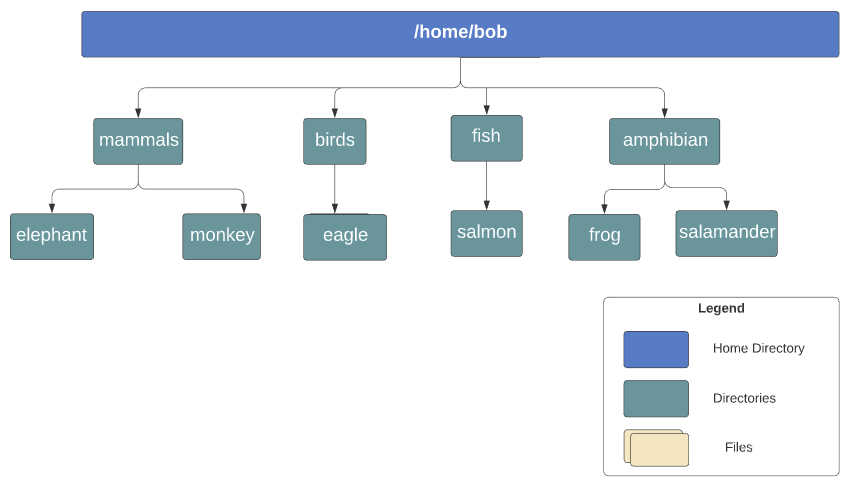 /home/bob
mammals
birds
fish
amphibian
elephant
monkey
eagle
salmon
frog
salamander
Legend
Home Directory
Directories
Files